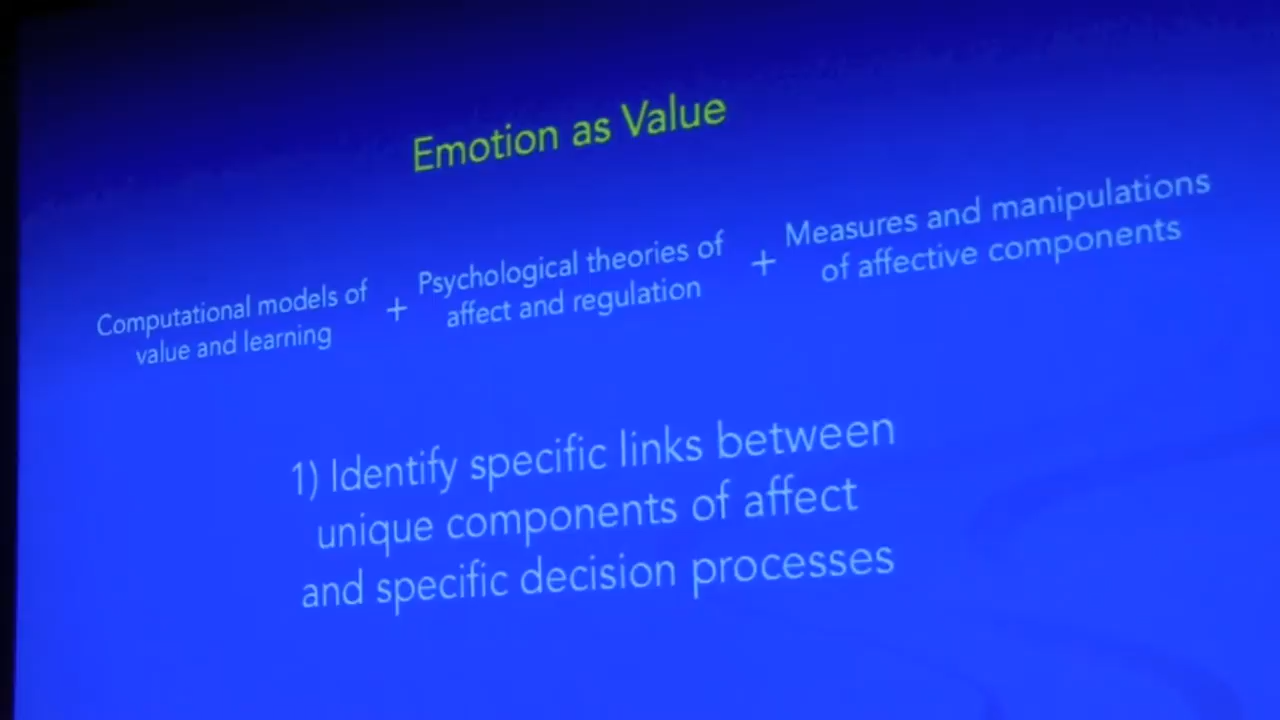 Emotion as Value
Computational models of
value and learning
+
Psychological theories of
affect and regulation
+
Measures and manipulations
of affective components
1) Identify specific links between
unique components of affect
and specific decision processes